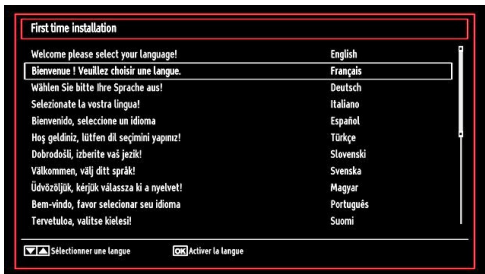 First time installation
Welcome please select your language! English
Bienvenue ! Veuillez choisir une langue. Français
Wählen Sie bitte Ihre Sprache aus! Deutsch
Selezionate la vostra lingua! Italiano
Bienvenido, seleccione un idioma Español
Hoş geldiniz, lütfen dil seçimini yapınız! Türkçe
Dobrodošli, izberite vaš jezik! Slovenski
Välkommen, välj ditt språk! Svenska
Üdvözöljük, kérjük válassza ki a nyelvet! Magyar
Bem-vindo, favor selecionar seu idioma Português
Tervetuloa, valitse kielesi! Suomi
Sélectionner une langue OK Activer la langue